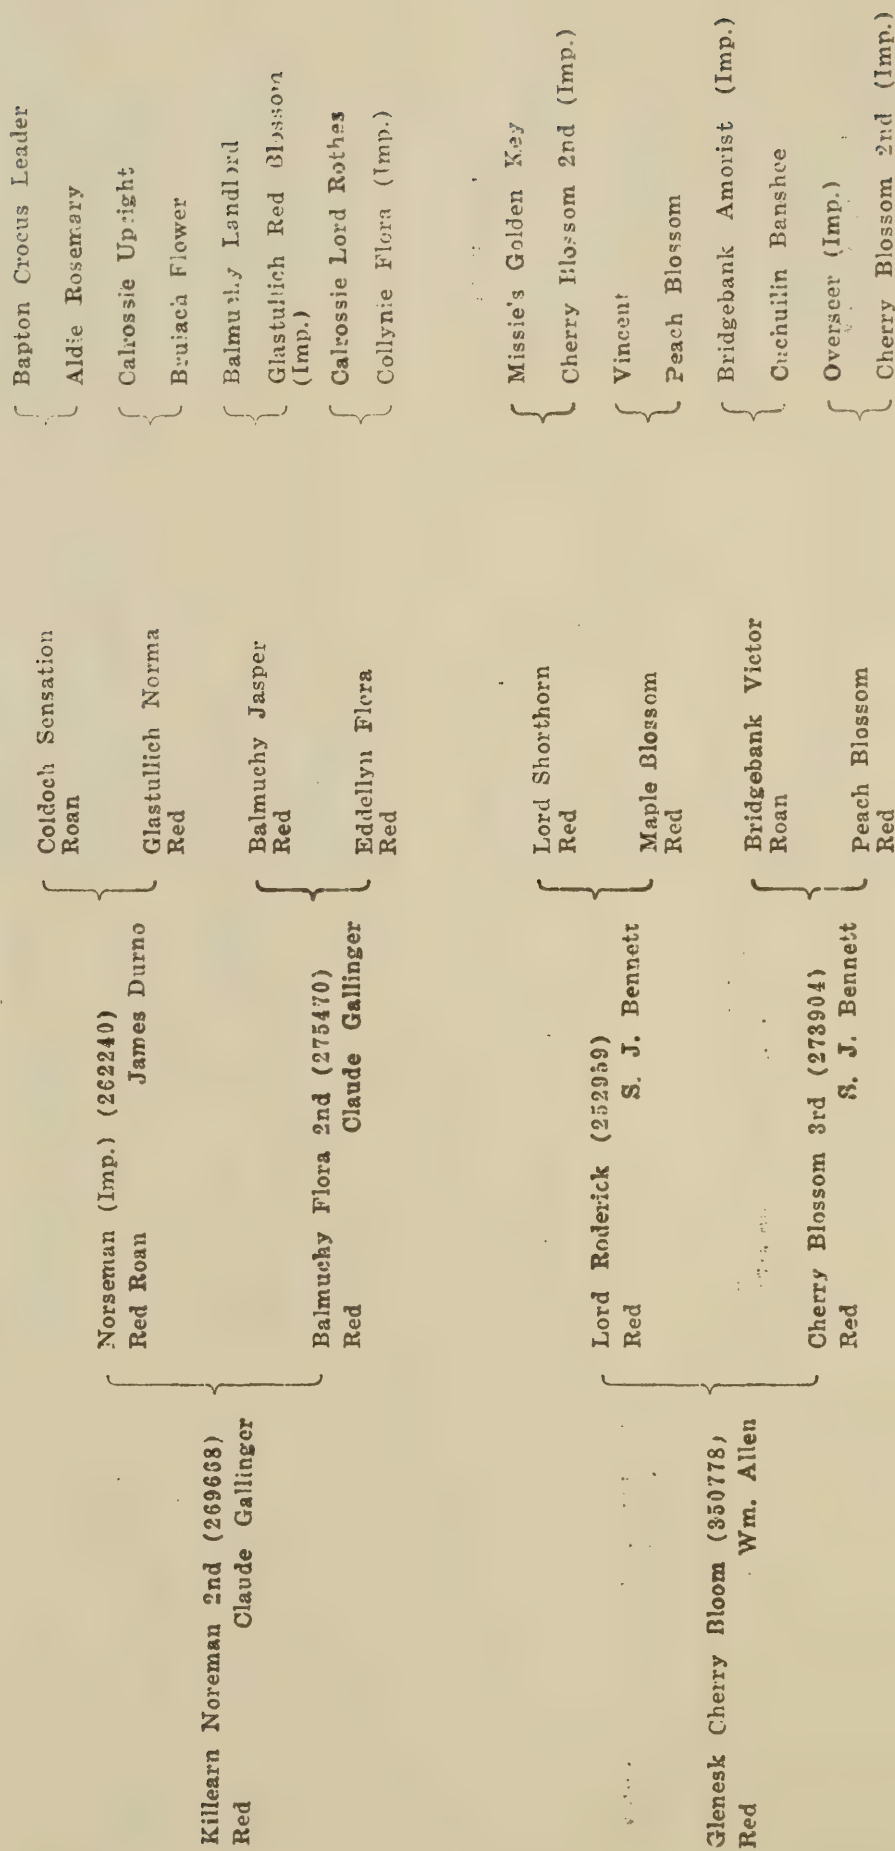 Killearn Noreman 2nd (269668)
Red Claude Gallinger
Norseman (Imp.) (262240)
Red Roan James Durno
Balmuchy Flora 2nd (275470)
Red Claude Gallinger
Coldoch Sensation
Roan
Glastullich Norma
Red
Balmuchy Jasper
Red
Eddellyn Flora
Red
Bapton Crocus Leader
Aldie Rosemary
Calrossie Upright
Bruiach Flower
Balmuchy Landlord
Glastullich Red Blossom
(Imp.)
Calrossie Lord Rothes
Collynie Flora (Imp.)
Glenesk Cherry Bloom (350778)
Red Wm. Allen
Lord Roderick (252959)
Red S. J. Bennett
Cherry Blossom 3rd (273904)
Red S. J. Bennett
Lord Shorthorn
Red
Maple Blossom
Red
Bridgebank Victor
Roan
Peach Blossom
Red
Missie's Golden Key
Cherry Blossom 2nd (Imp.)
Vincent
Peach Blossom
Bridgebank Amorist (Imp.)
Cuchuilin Banshee
Overseer (Imp.)
Cherry Blossom 2nd (Imp.)